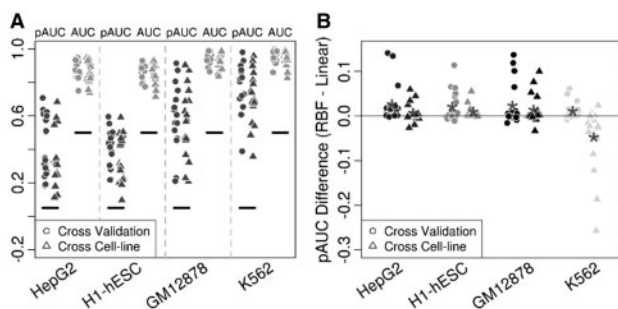 A
pAUC AUC pAUC AUC pAUC AUC pAUC AUC
1.0
0.6
0.2
-0.2
Cross Validation
Cross Cell-line
HepG2
H1-hESC
GM12878
K562
B
pAUC Difference (RBF - Linear)
0.1
0.0
-0.1
-0.2
-0.3
Cross Validation
Cross Cell-line
HepG2
H1-hESC
GM12878
K562